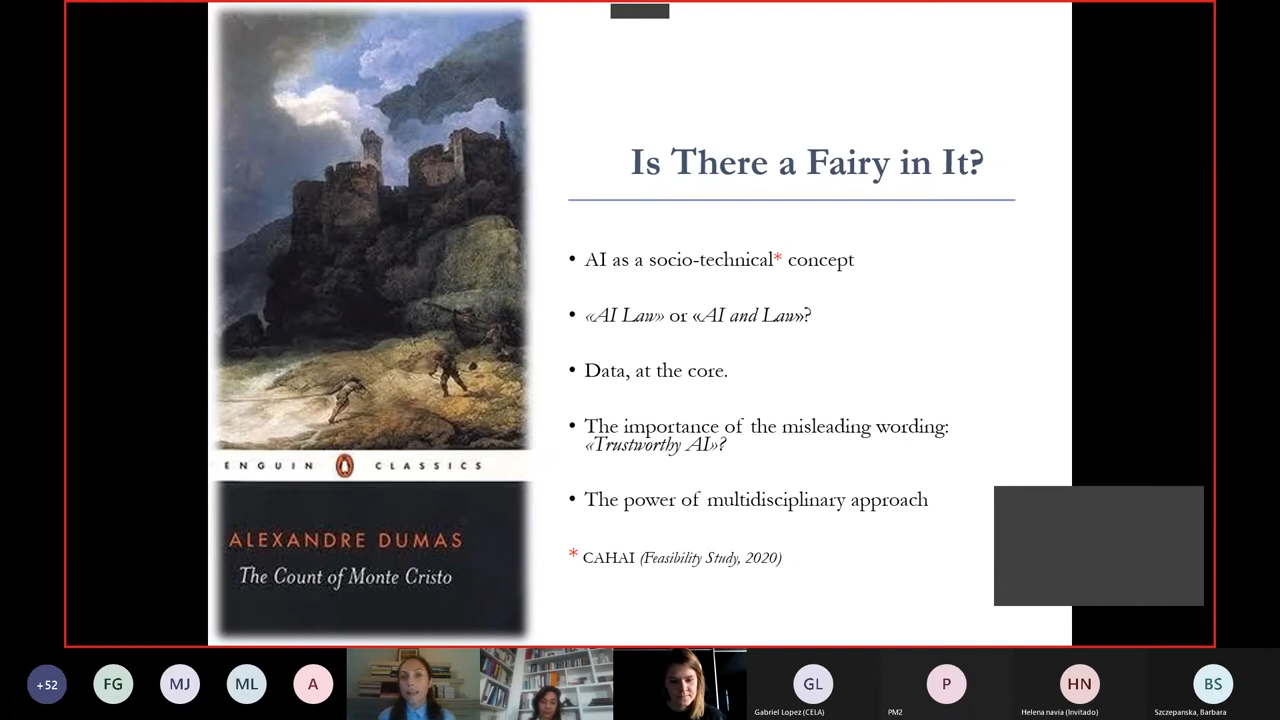 Is There a Fairy in It?
• AI as a socio-technical* concept
• «AI Law» or «AI and Law»?
• Data, at the core.
• The importance of the misleading wording:
«Trustworthy AI»?
• The power of multidisciplinary approach
* CAHAI (Feasibility Study, 2020)
ENGUIN CLASSICS
ALEXANDRE DUMAS
The Count of Monte Cristo
+52
FG
MJ
ML
A
GL
Gabriel Lopez (CELA)
P
PM2
HN
Helena navia (Invitado)
BS
Szczepanska, Barbara